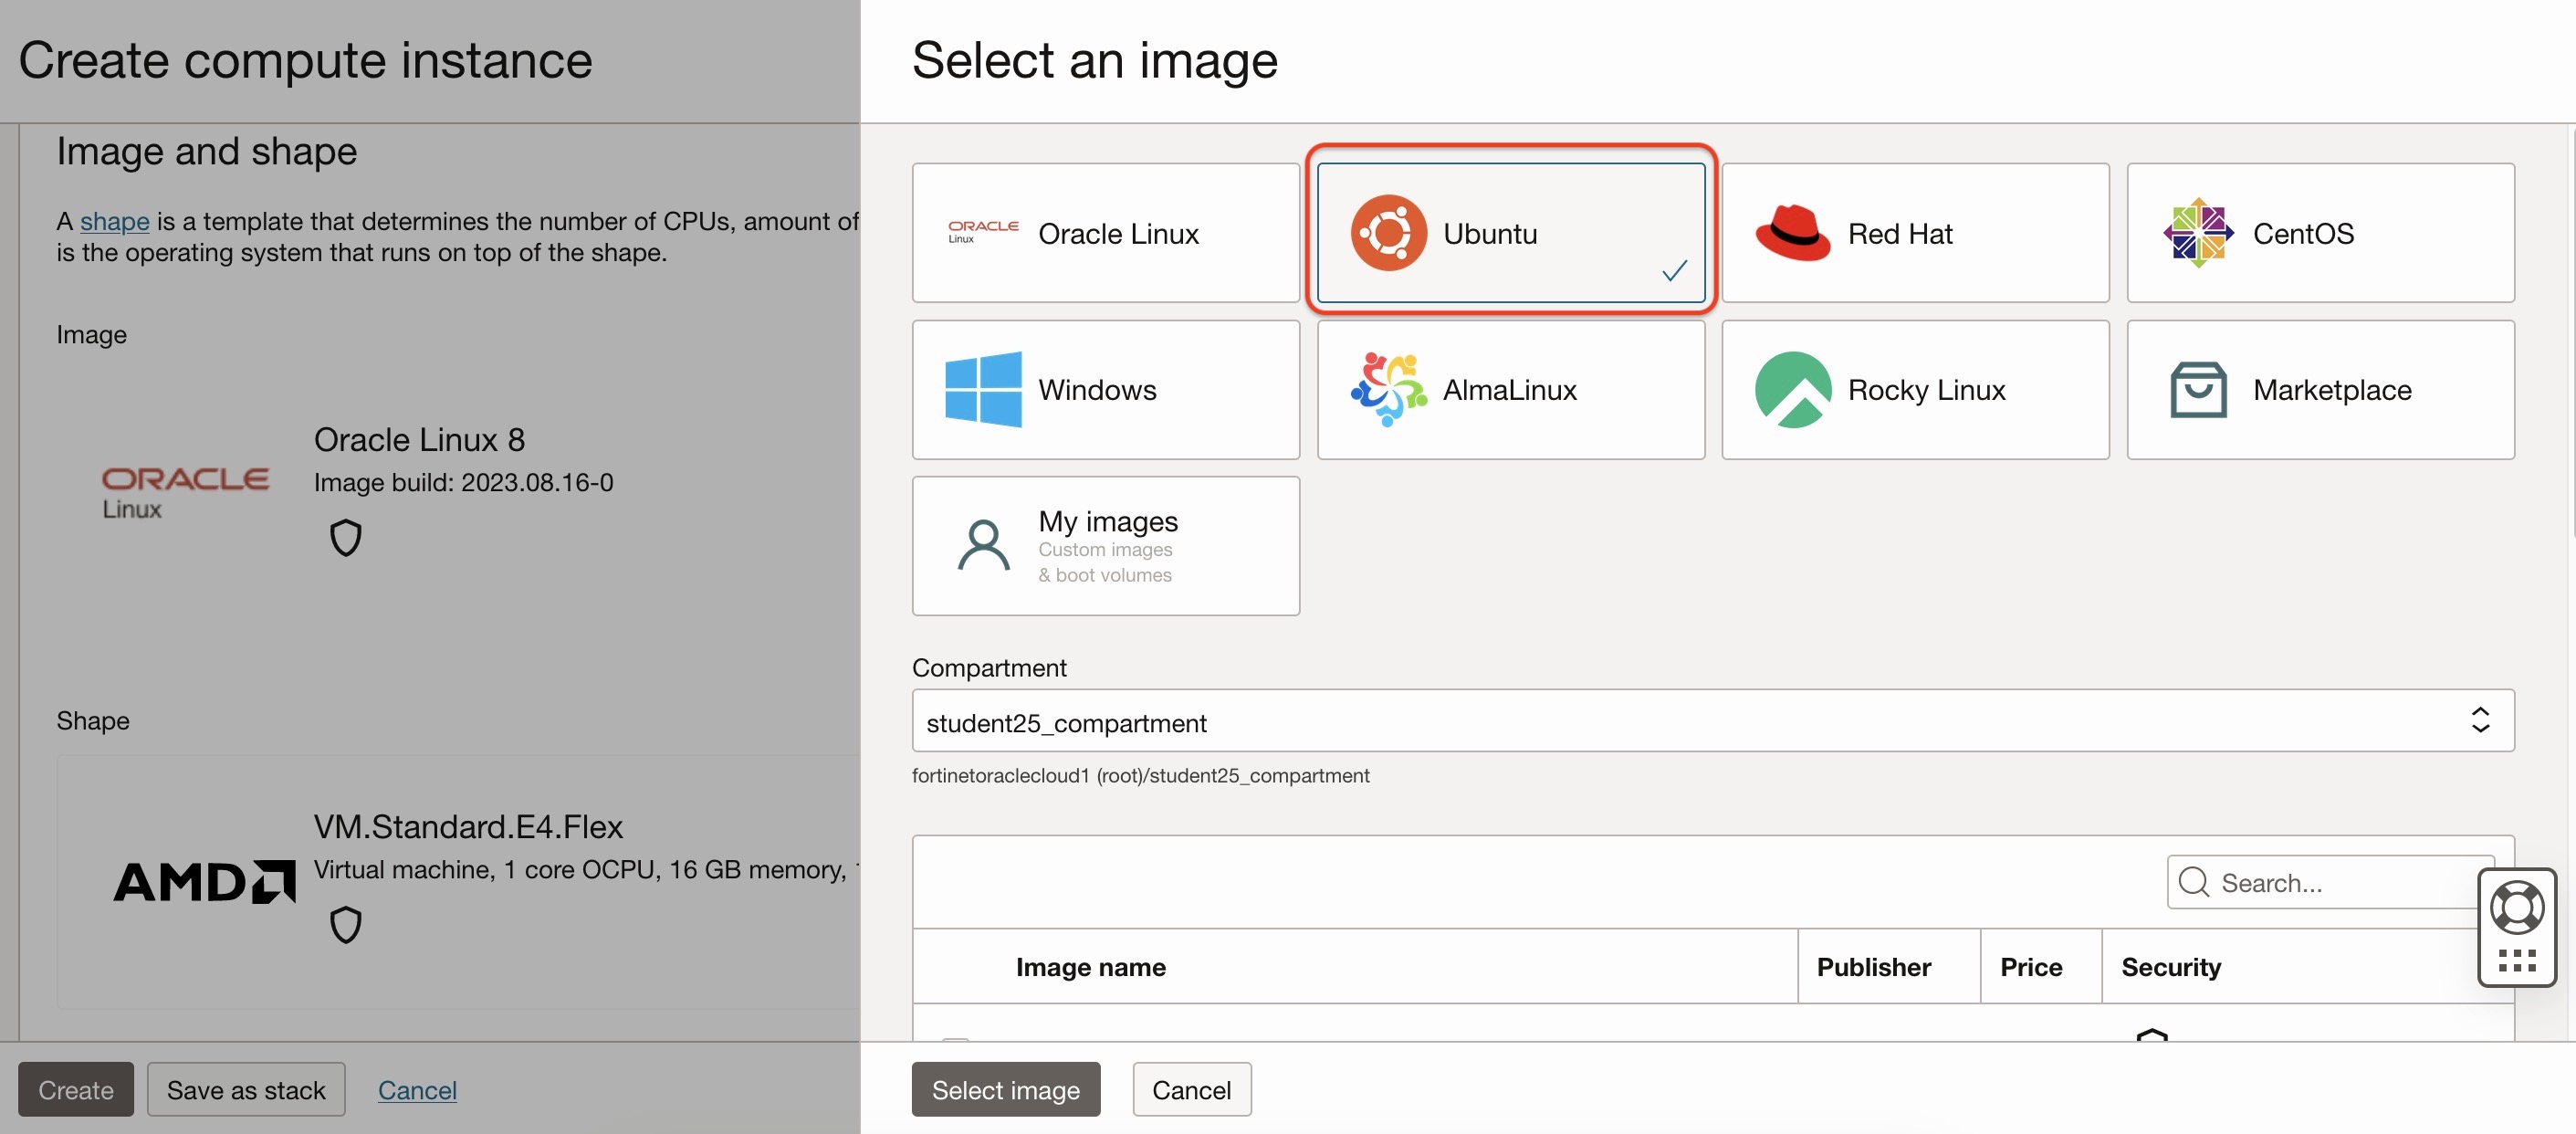 Create compute instance
Image and shape
A shape is a template that determines the number of CPUs, amount of
is the operating system that runs on top of the shape.
Image
ORACLE
Linux
Oracle Linux 8
Image build: 2023.08.16-0
Shape
AMD
VM.Standard.E4.Flex
Virtual machine, 1 core OCPU, 16 GB memory,
Create
Save as stack
Cancel
Select an image
ORACLE
Linux
Oracle Linux
Ubuntu
Red Hat
CentOS
Windows
AlmaLinux
Rocky Linux
Marketplace
My images
Custom images
& boot volumes
Compartment
student25_compartment
fortinetoraclecloud1 (root)/student25_compartment
Search...
Image name
Publisher
Price
Security
Select image
Cancel